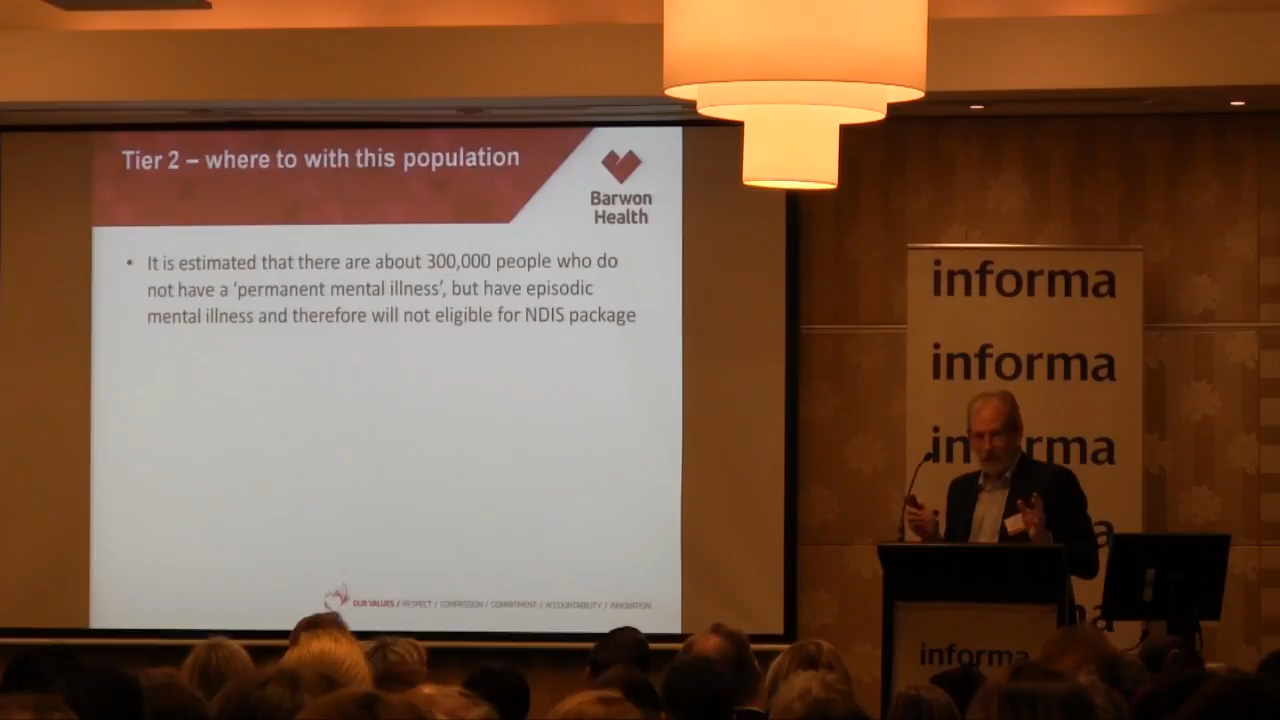 Tier 2 – where to with this population
Barwon
Health
• It is estimated that there are about 300,000 people who do
not have a ‘permanent mental illness’, but have episodic
mental illness and therefore will not eligible for NDIS package
OUR VALUES / RESPECT / COMPASSION / COMMITMENT / ACCOUNTABILITY / INNOVATION
informa
informa
informa
informa